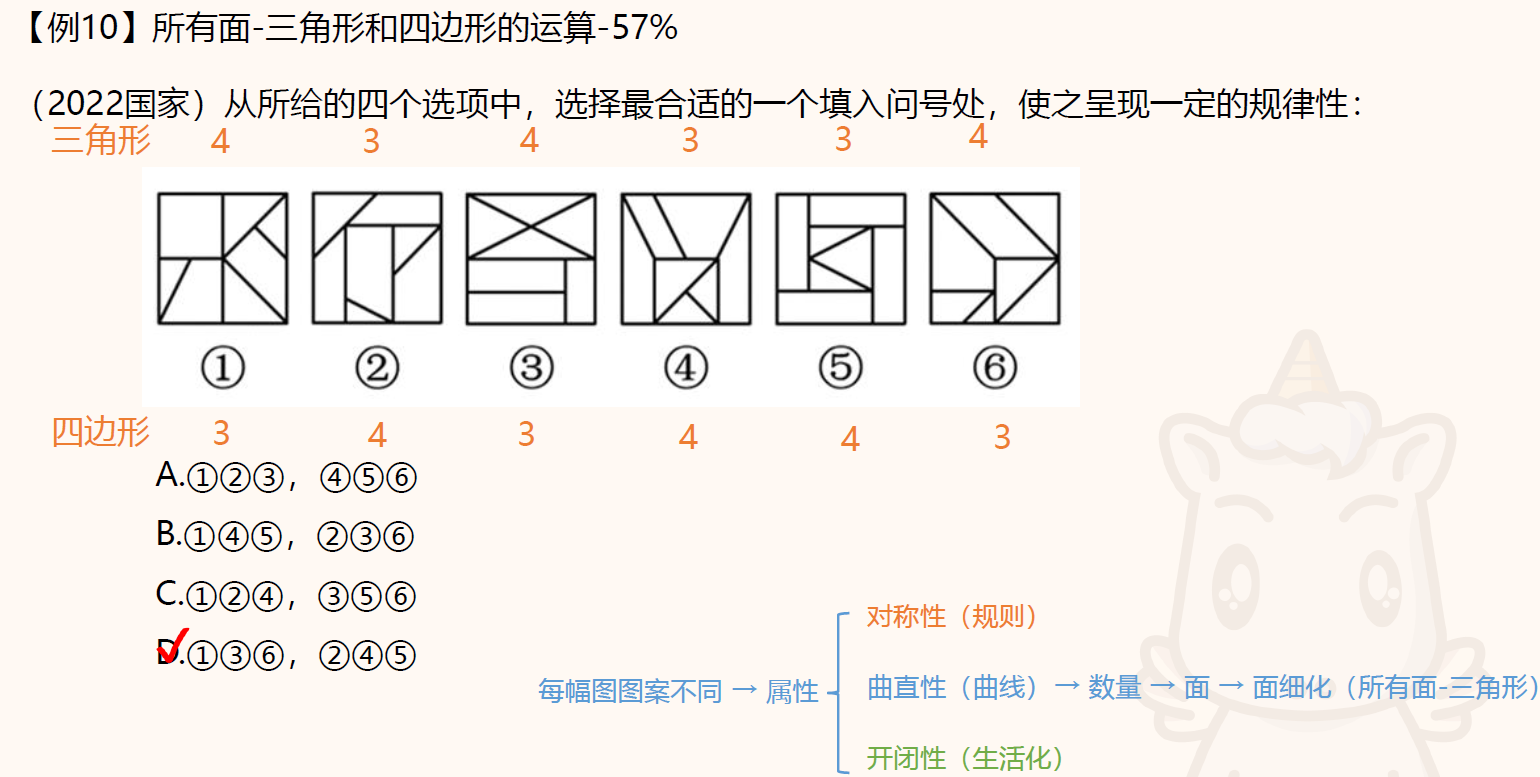 【例10】所有面-三角形和四边形的运算-57%
（2022国家）从所给的四个选项中，选择最合适的一个填入问号处，使之呈现一定的规律性：
三角形 4 3 4 3 3 4
① ② ③ ④ ⑤ ⑥
四边形 3 4 3 4 4 3
A.①②③，④⑤⑥
B.①④⑤，②③⑥
C.①②④，③⑤⑥
D.①③⑥，②④⑤
对称性（规则）
每幅图图案不同 → 属性
曲直性（曲线）→ 数量 → 面 → 面细化（所有面-三角形）
开闭性（生活化）